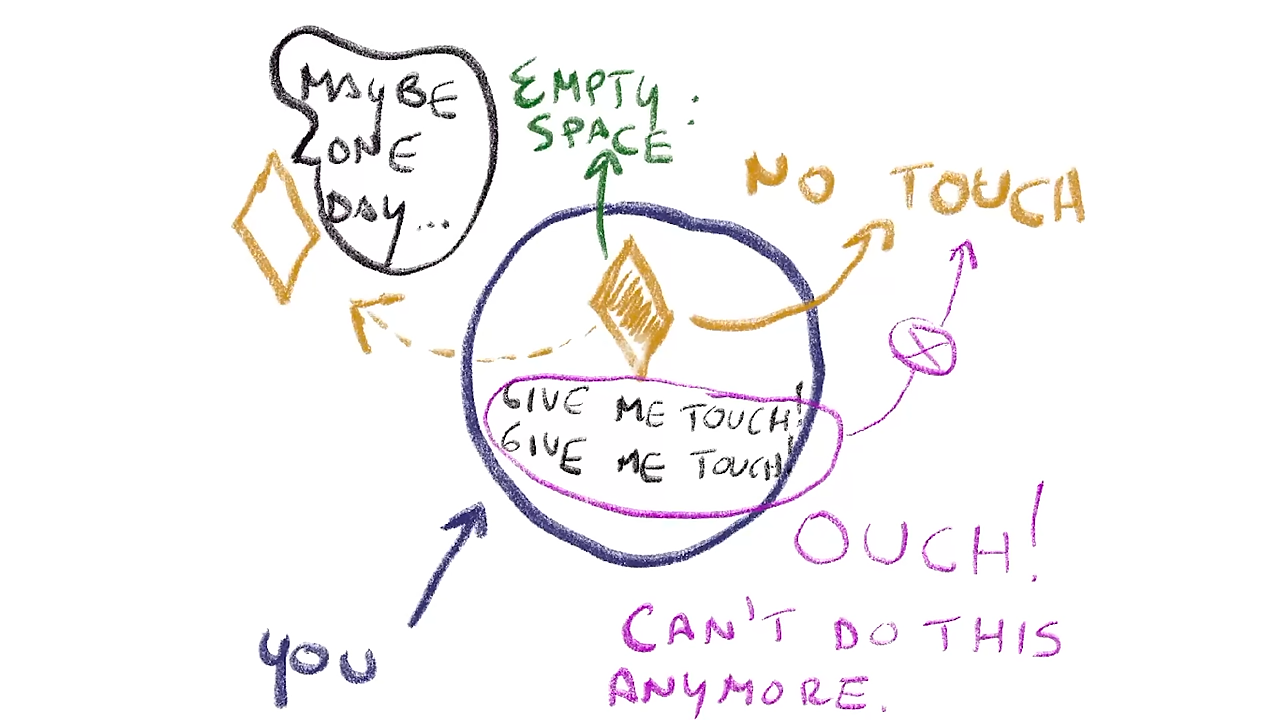 MAYBE
ONE
DAY...
EMPTY :
SPACE
NO TOUCH
GIVE ME TOUCH!
GIVE ME TOUCH!
OUCH!
CAN'T DO THIS
ANYMORE.
YOU